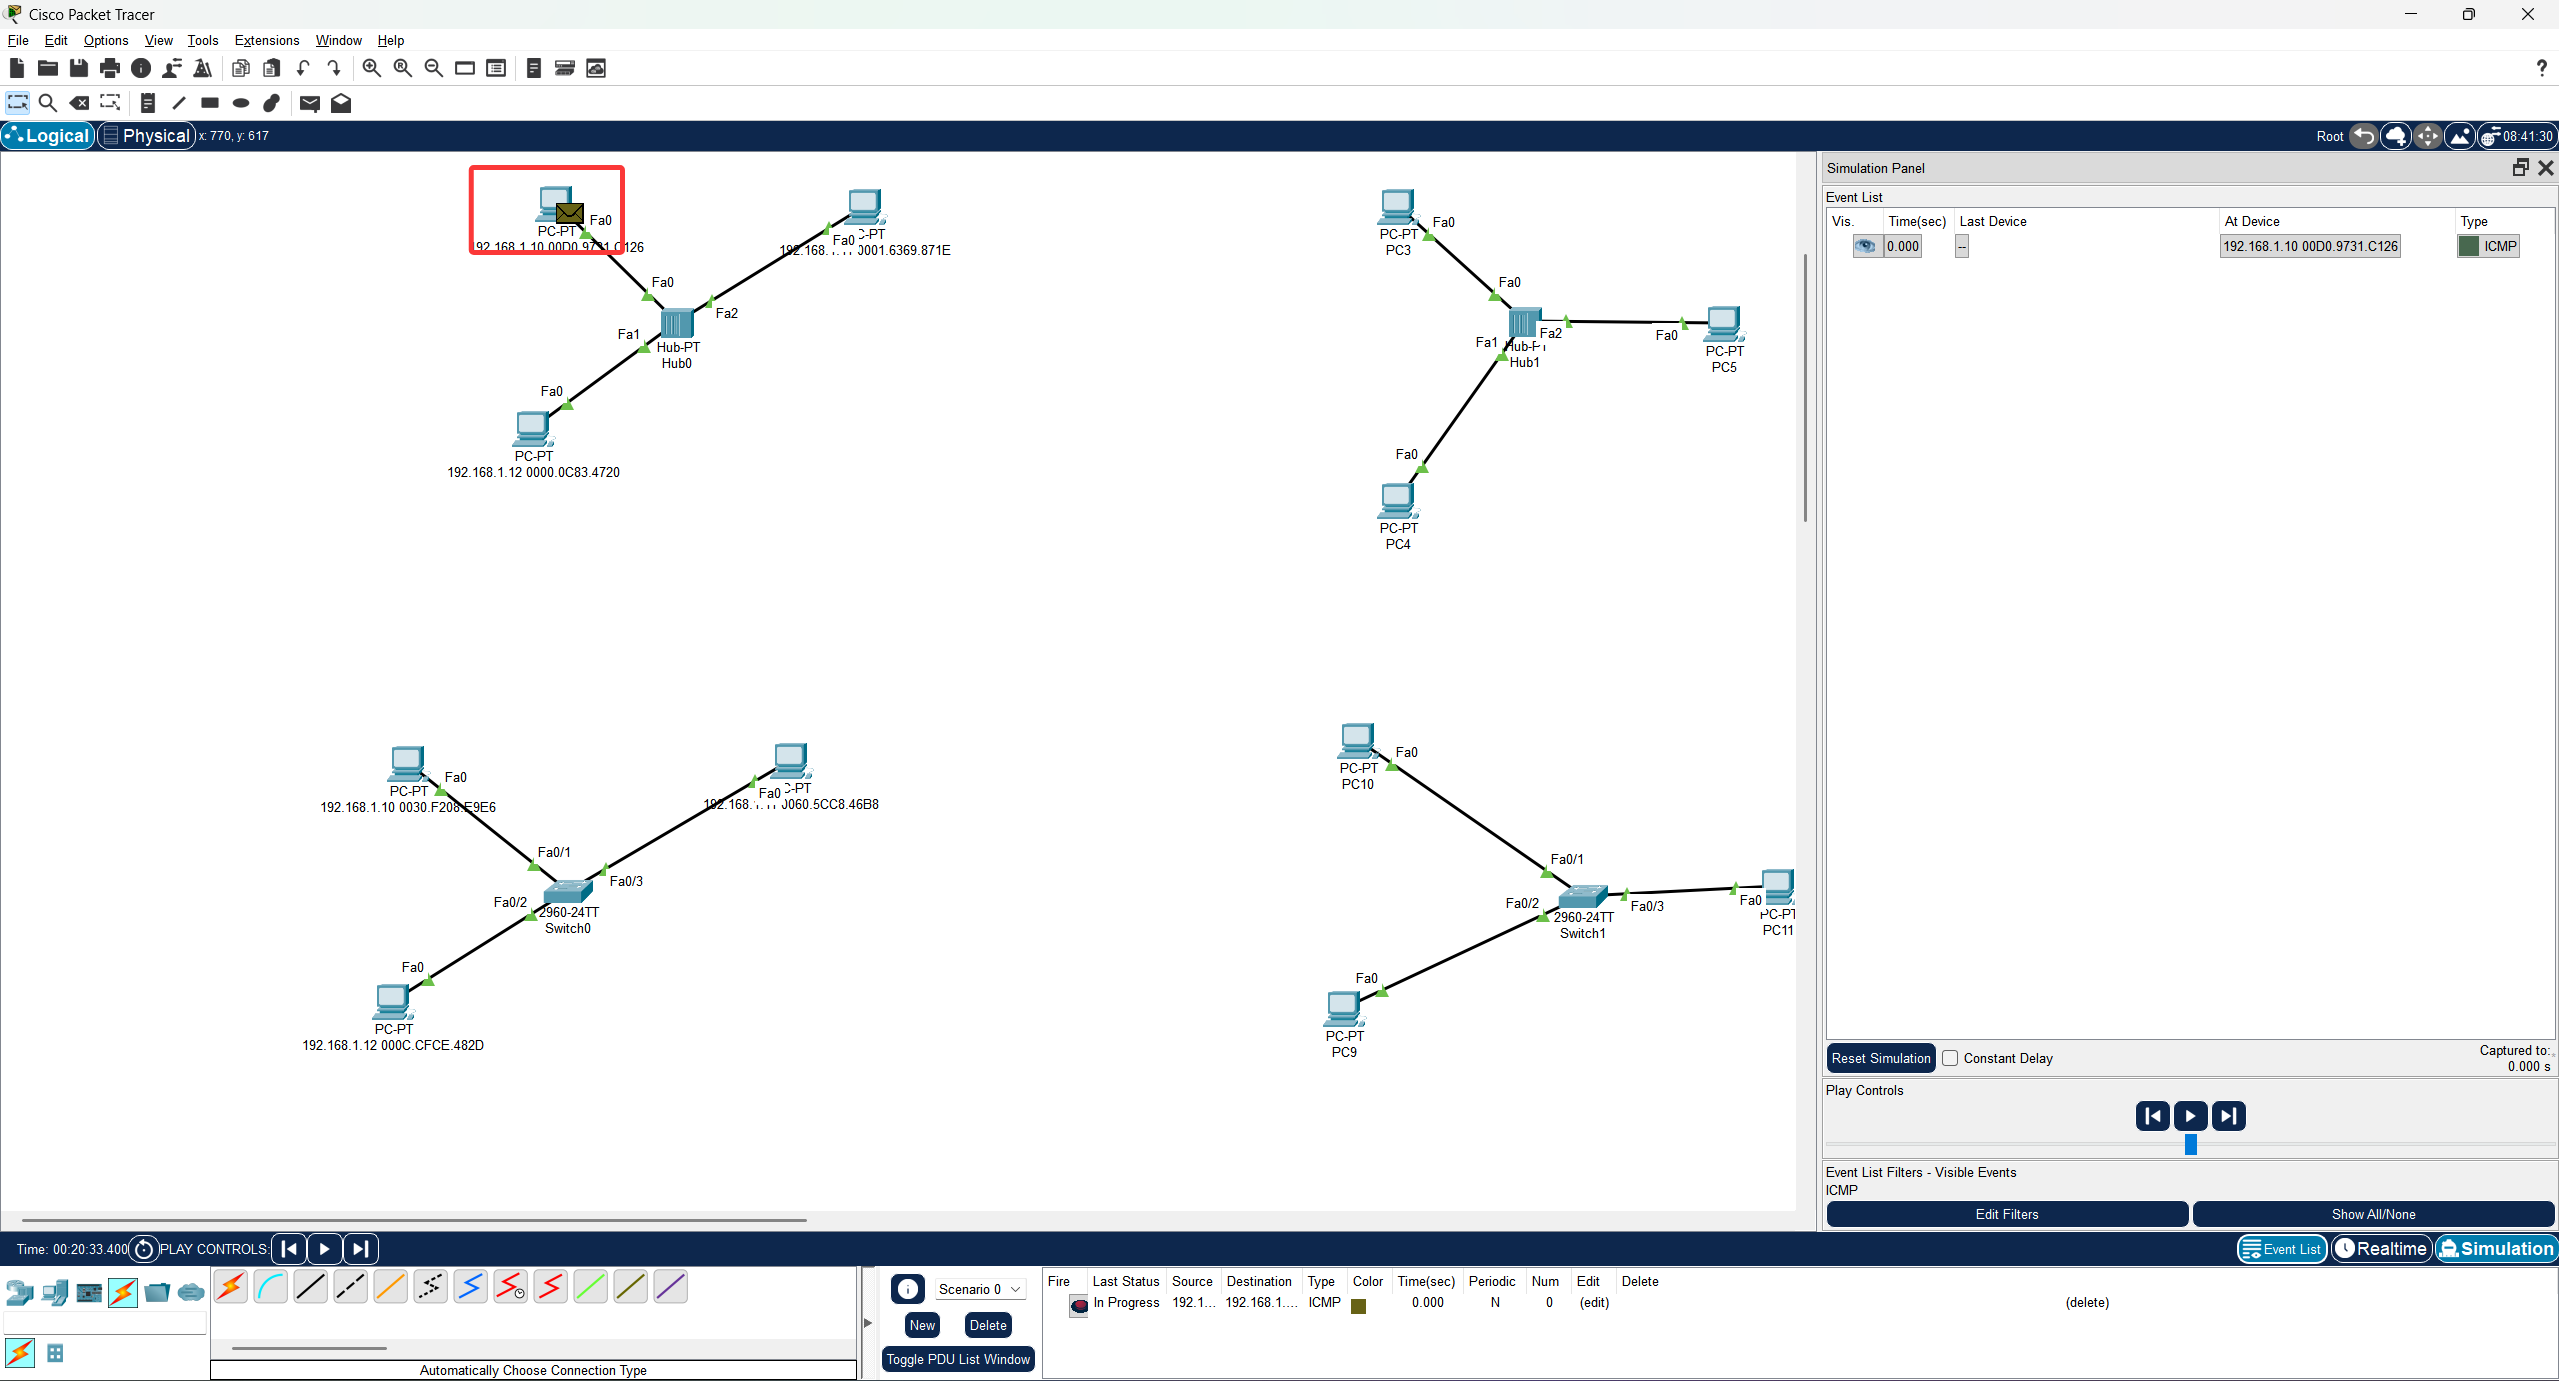 Cisco Packet Tracer
File Edit Options View Tools Extensions Window Help
Logical Physical x: 770, y: 617 Root 08:41:30
PC-PT
Fa0
192.168.1.10 00D0.9731.C126
Fa0
C-PT
192.168.1.11 0001.6369.871E
Fa0
Fa2
Fa1
Hub-PT
Hub0
Fa0
PC-PT
192.168.1.12 0000.0C83.4720
Fa0
PC-PT
PC3
Fa0
Fa2
Fa0
Fa1
Hub-PT
Hub1
PC-PT
PC5
Fa0
PC-PT
PC4
Fa0
PC-PT
192.168.1.10 0030.F208.E9E6
Fa0
C-PT
192.168.1.11 0060.5CC8.46B8
Fa0/1
Fa0/3
Fa0/2
2960-24TT
Switch0
Fa0
PC-PT
192.168.1.12 000C.CFCE.482D
Fa0
PC-PT
PC10
Fa0/1
Fa0/2
Fa0/3
Fa0
2960-24TT
Switch1
PC-PT
PC11
Fa0
PC-PT
PC9
Simulation Panel
Event List
Vis. Time(sec) Last Device At Device Type
0.000 -- 192.168.1.10 00D0.9731.C126 ICMP
Reset Simulation Constant Delay
Captured to:
0.000 s
Play Controls
Event List Filters - Visible Events
ICMP
Edit Filters Show All/None
Time: 00:20:33.400 PLAY CONTROLS: Event List Realtime Simulation
Automatically Choose Connection Type
Scenario 0
New Delete
Toggle PDU List Window
Fire Last Status Source Destination Type Color Time(sec) Periodic Num Edit Delete
In Progress 192.1... 192.168.1.... ICMP 0.000 N 0 (edit) (delete)